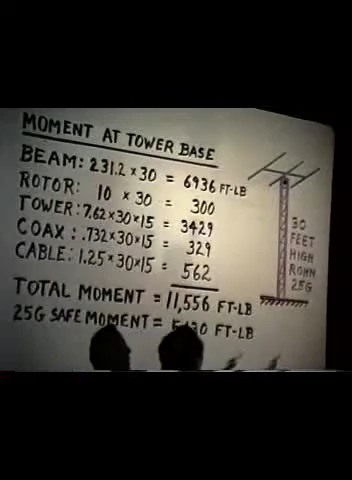 MOMENT AT TOWER BASE
BEAM: 231.2 × 30 = 6936 FT-LB
ROTOR: 10 × 30 = 300
TOWER: 7.62×30×15 = 3429
COAX: .732×30×15 = 329
CABLE: 1.25×30×15 = 562
TOTAL MOMENT = 11,556 FT-LB
25G SAFE MOMENT = FT-LB
30
FEET
HIGH
ROHN
25G